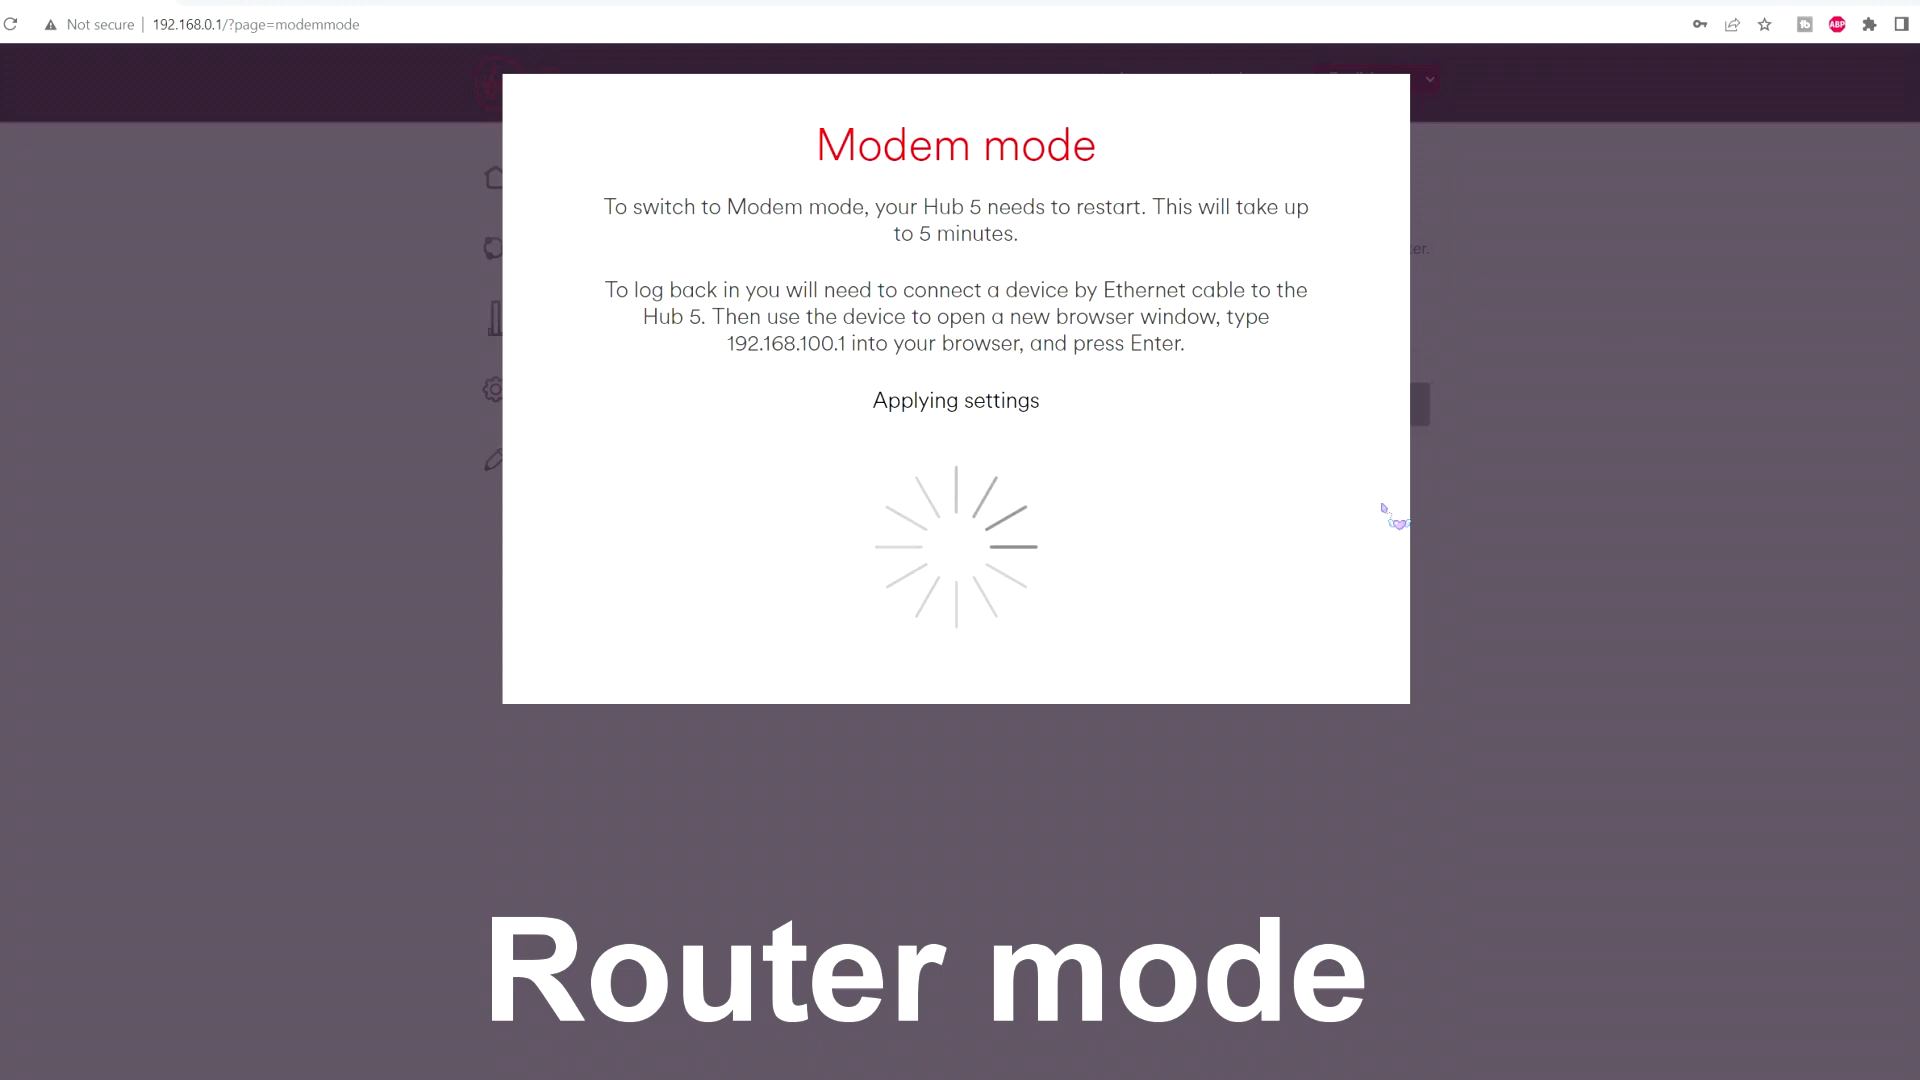 Not secure | 192.168.0.1/?page=modemmode
ABP
Modem mode
To switch to Modem mode, your Hub 5 needs to restart. This will take up
to 5 minutes.
er.
To log back in you will need to connect a device by Ethernet cable to the
Hub 5. Then use the device to open a new browser window, type
192.168.100.1 into your browser, and press Enter.
Applying settings
Router mode